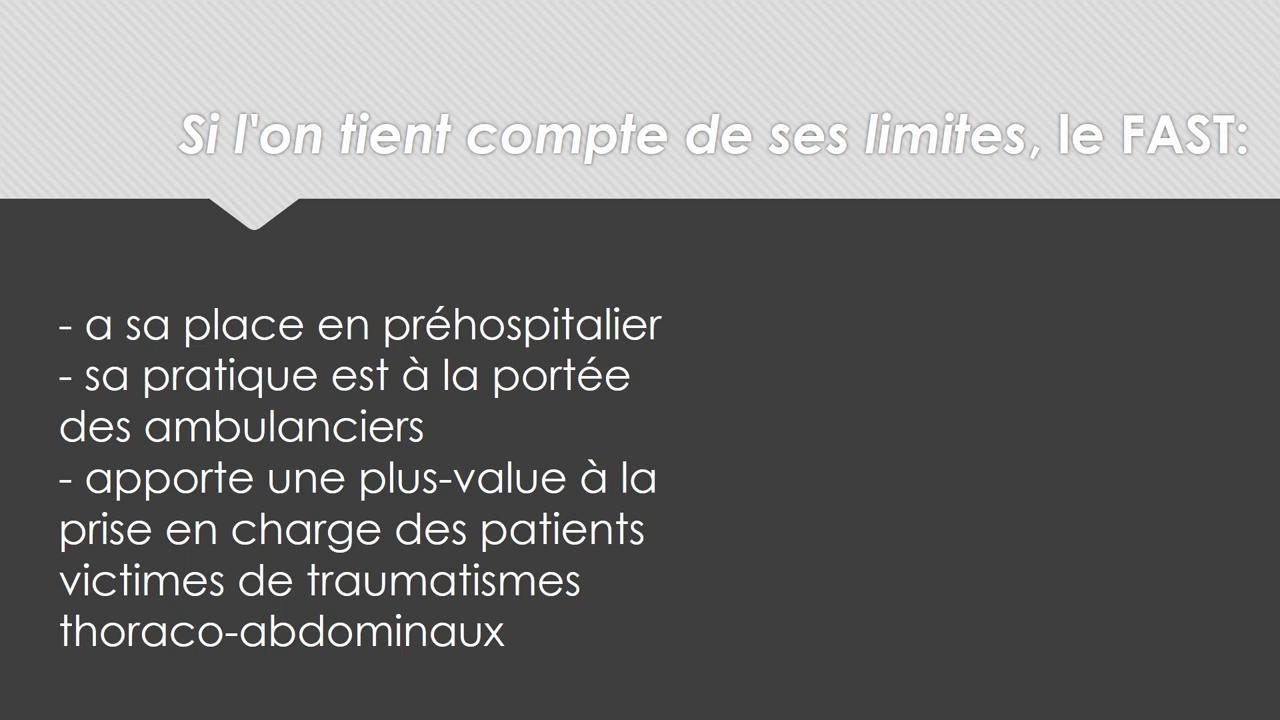 Si l'on tient compte de ses limites, le FAST:
- a sa place en préhospitalier
- sa pratique est à la portée
des ambulanciers
- apporte une plus-value à la
prise en charge des patients
victimes de traumatismes
thoraco-abdominaux